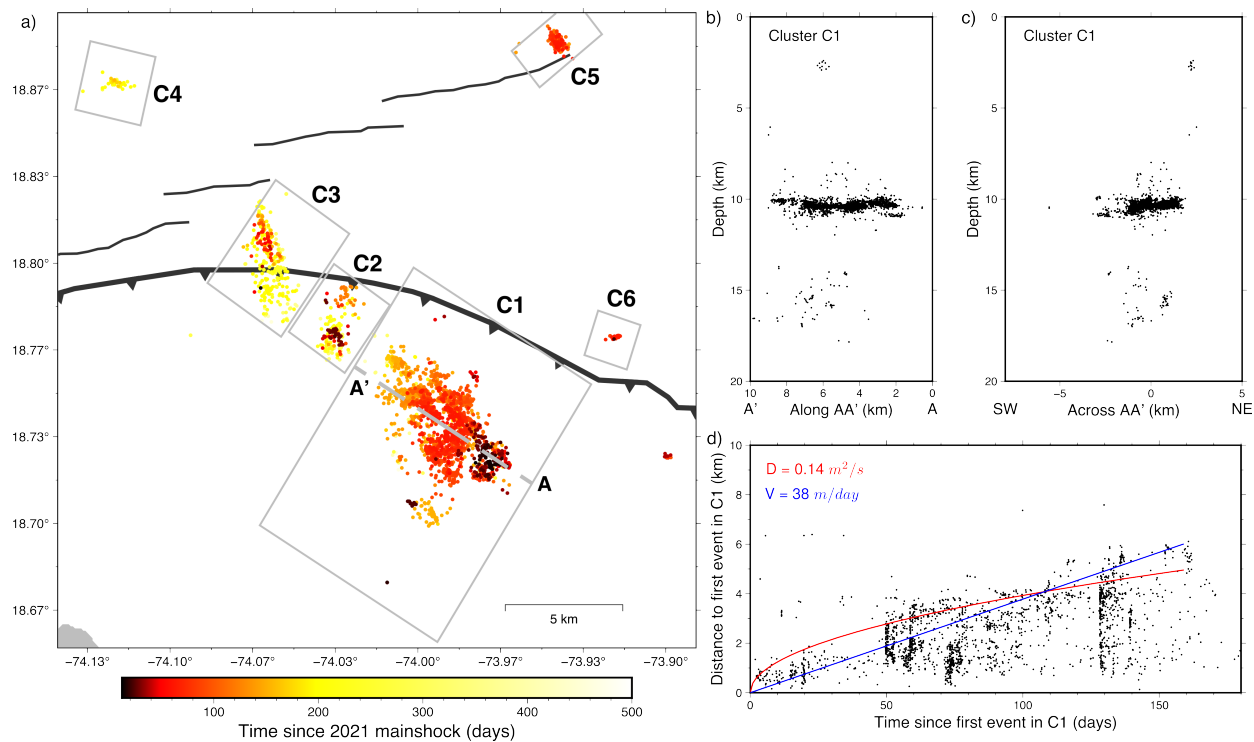 a)
C4
C5
C3
C2
C1
C6
A'
A
5 km
18.87°
18.83°
18.80°
18.77°
18.73°
18.70°
18.67°
−74.13°
−74.10°
−74.07°
−74.03°
−74.00°
−73.97°
−73.93°
−73.90°
100
200
300
400
500
Time since 2021 mainshock (days)
b)
Cluster C1
Depth (km)
0
5
10
15
20
10
8
6
4
2
0
A'
Along AA' (km)
A
c)
Cluster C1
Depth (km)
0
5
10
15
20
−5
0
5
SW
Across AA' (km)
NE
d)
D = 0.14 m²/s
V = 38 m/day
Distance to first event in C1 (km)
10
8
6
4
2
0
0
50
100
150
Time since first event in C1 (days)